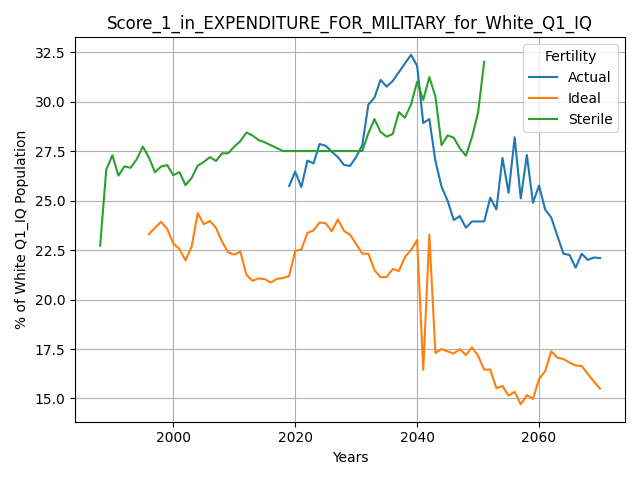 Score_1_in_EXPENDITURE_FOR_MILITARY_for_White_Q1_IQ
Fertility
Actual
Ideal
Sterile
% of White Q1_IQ Population
32.5
30.0
27.5
25.0
22.5
20.0
17.5
15.0
2000
2020
2040
2060
Years